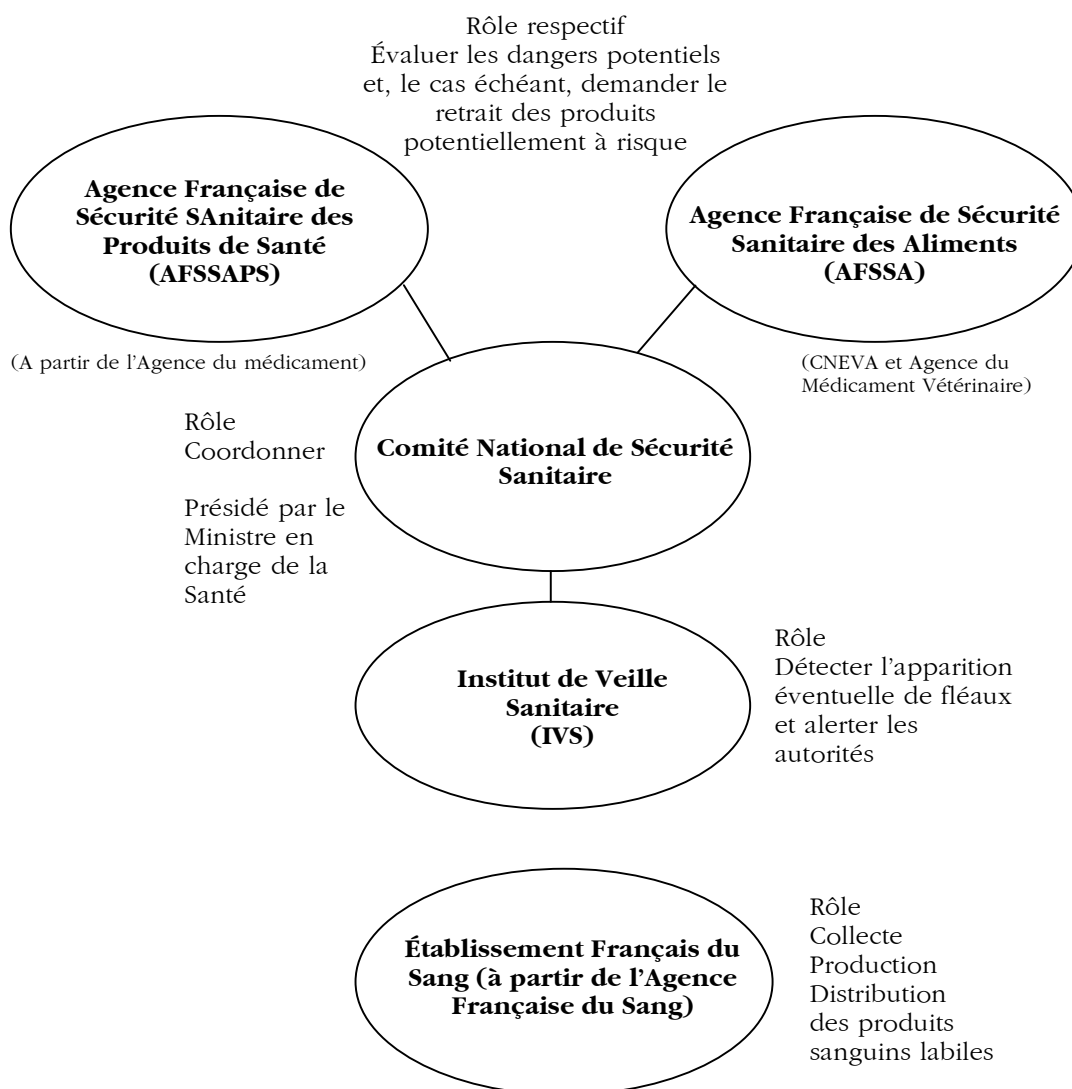 Rôle respectif
Évaluer les dangers potentiels
et, le cas échéant, demander le
retrait des produits
potentiellement à risque
Agence Française de
Sécurité SAnitaire des
Produits de Santé
(AFSSAPS)
Agence Française de Sécurité
Sanitaire des Aliments
(AFSSA)
(A partir de l'Agence du médicament)
(CNEVA et Agence du
Médicament Vétérinaire)
Rôle
Coordonner
Présidé par le
Ministre en
charge de la
Santé
Comité National de Sécurité
Sanitaire
Institut de Veille
Sanitaire
(IVS)
Rôle
Détecter l'apparition
éventuelle de fléaux
et alerter les
autorités
Établissement Français du
Sang (à partir de l'Agence
Française du Sang)
Rôle
Collecte
Production
Distribution
des produits
sanguins labiles